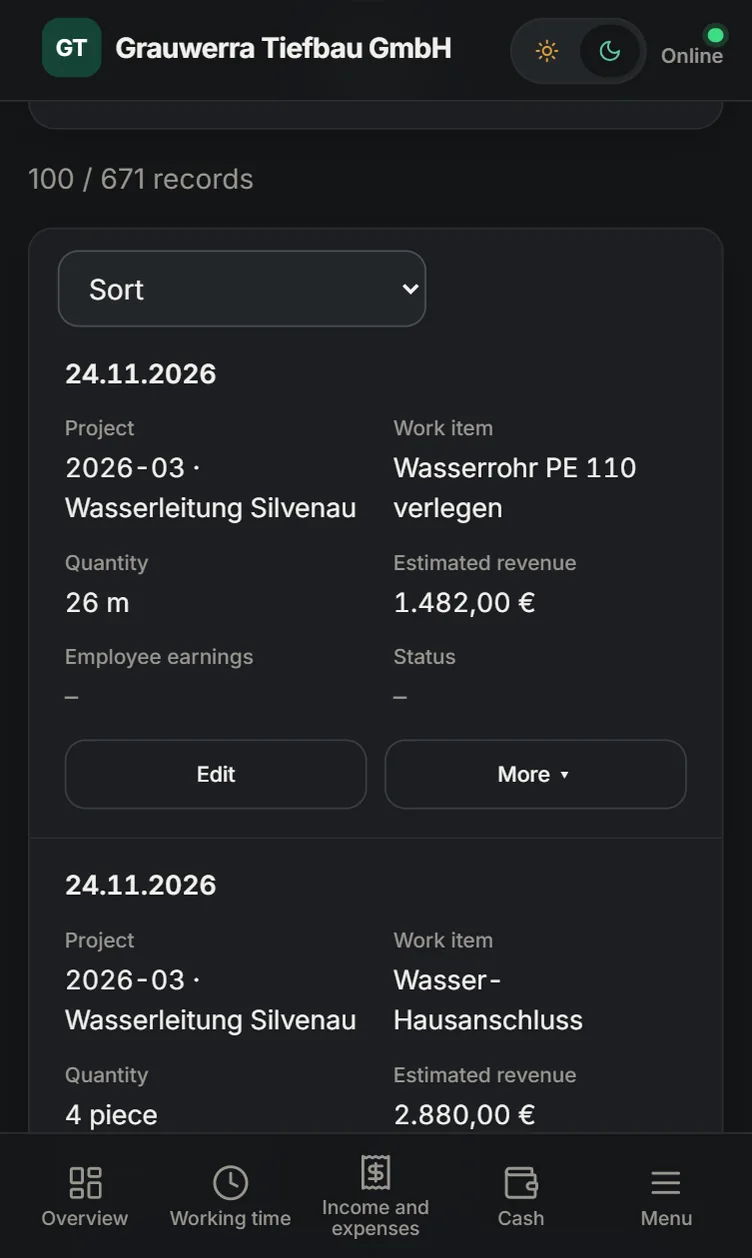 GT Grauwerra Tiefbau GmbH Online
100 / 671 records
Sort
24.11.2026
Project
2026-03 ·
Wasserleitung Silvenau
Work item
Wasserrohr PE 110
verlegen
Quantity
26 m
Estimated revenue
1.482,00 €
Employee earnings
–
Status
–
Edit
More ▾
24.11.2026
Project
2026-03 ·
Wasserleitung Silvenau
Work item
Wasser-
Hausanschluss
Quantity
4 piece
Estimated revenue
2.880,00 €
Overview
Working time
Income and
expenses
Cash
Menu